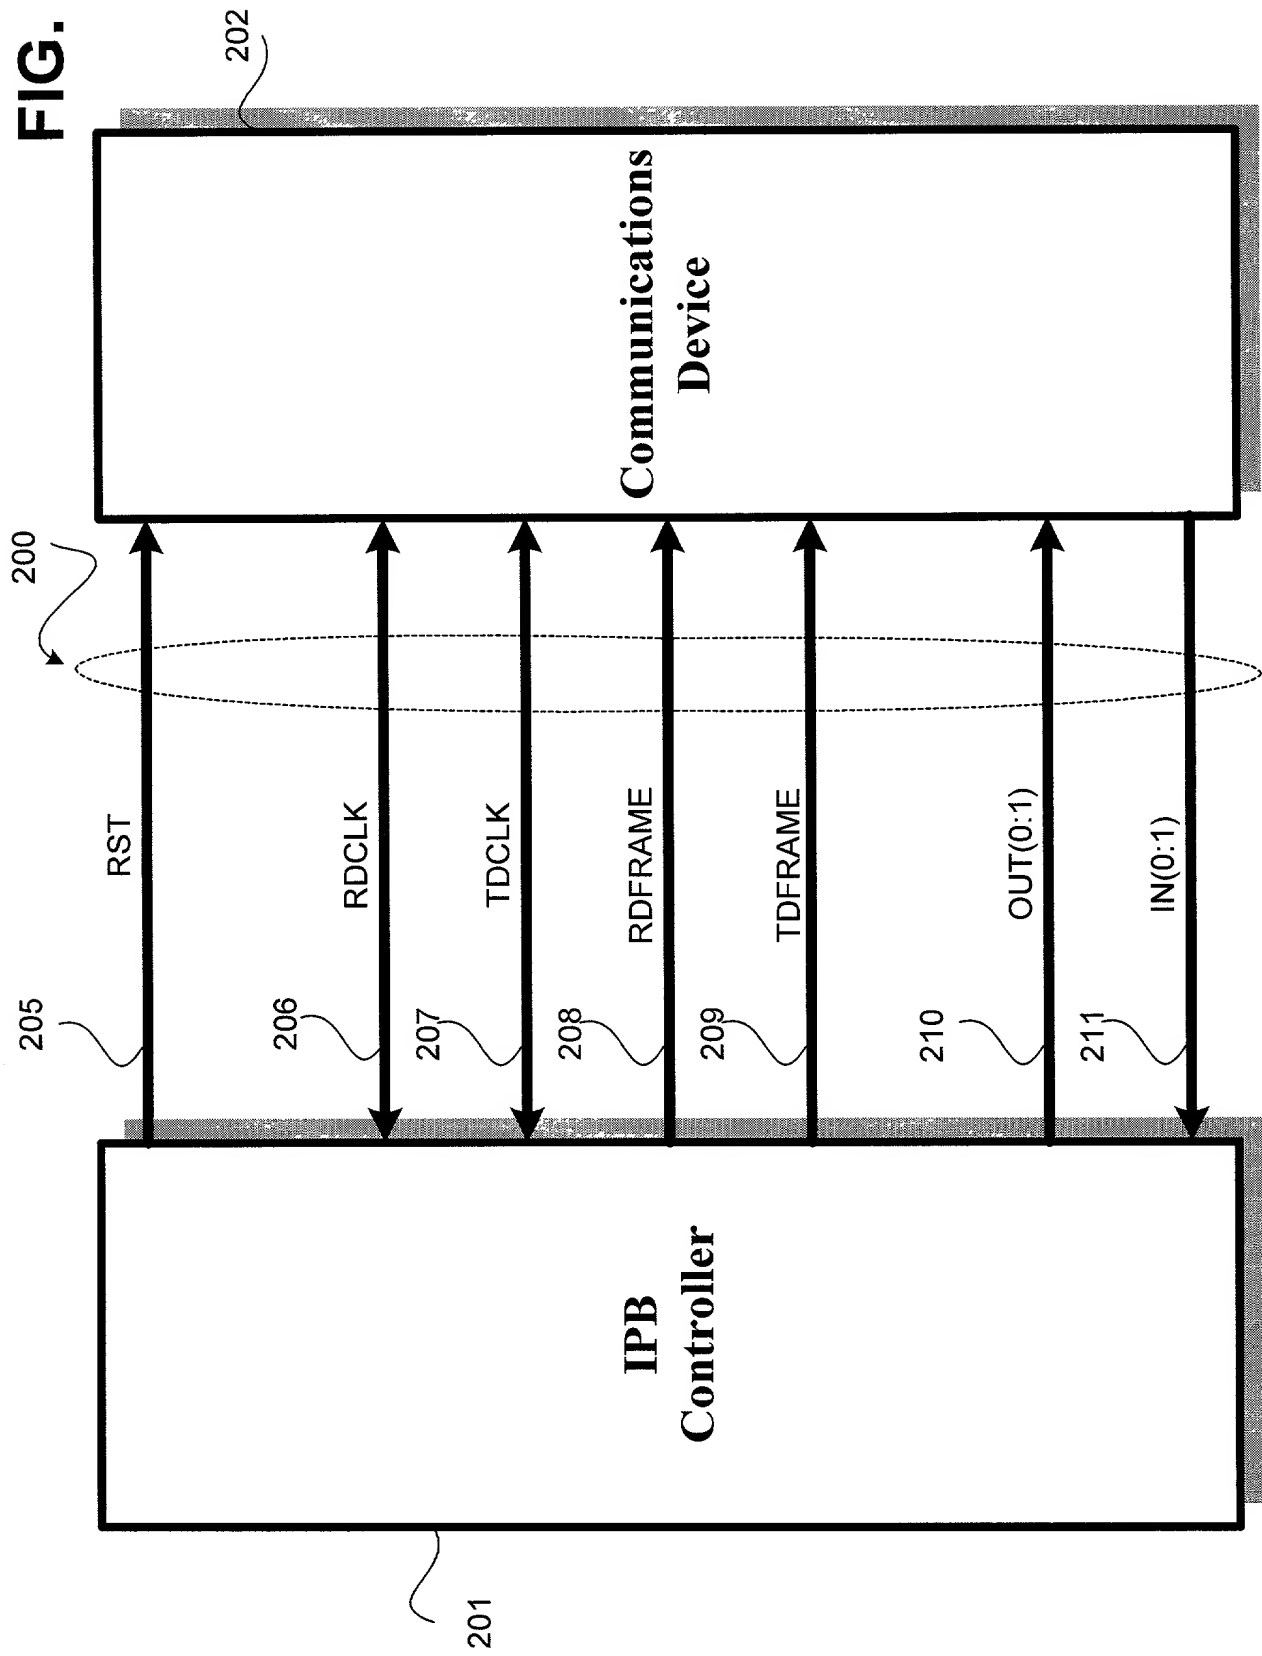 FIG.
200
202
205
RST
206
RDCLK
207
TDCLK
208
RDFRAME
209
TDFRAME
210
OUT(0:1)
211
IN(0:1)
IPB
Controller
Communications
Device
201